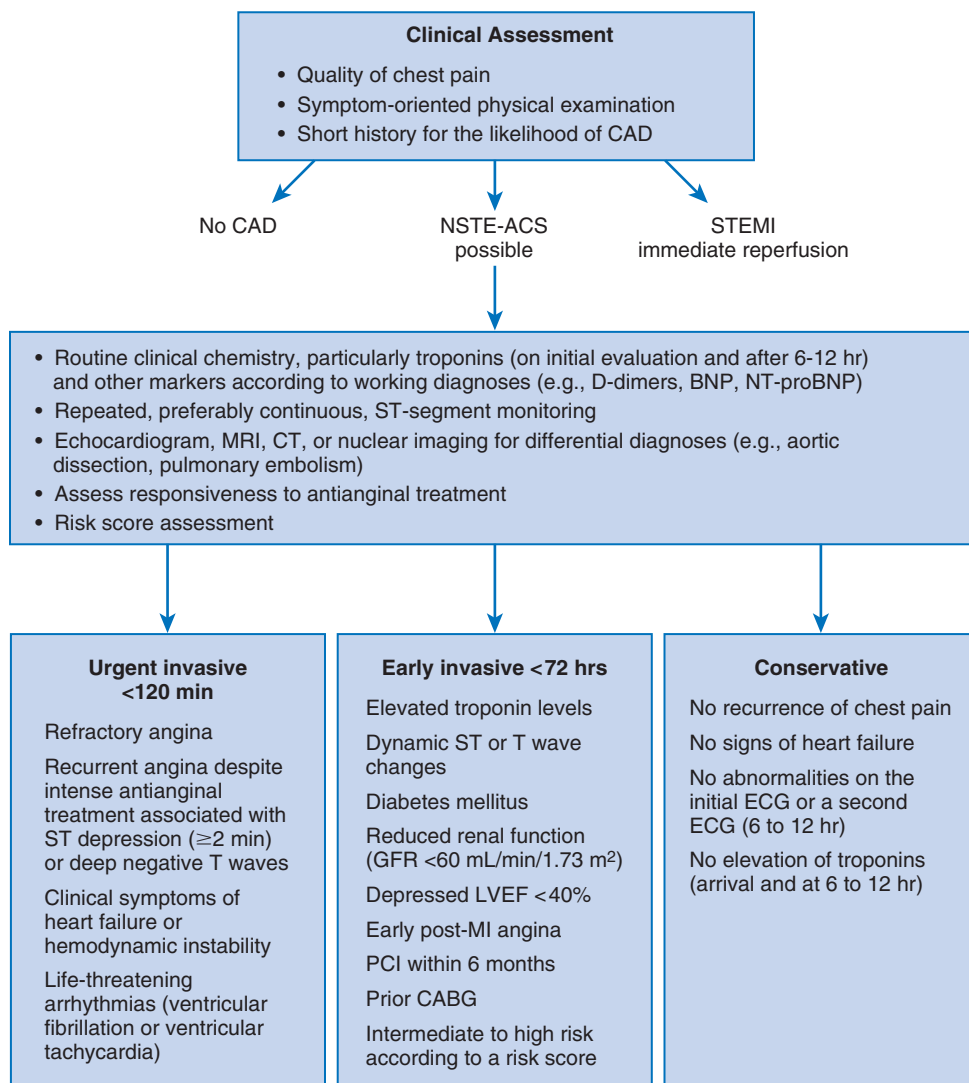 Clinical Assessment
• Quality of chest pain
• Symptom-oriented physical examination
• Short history for the likelihood of CAD
No CAD
NSTE-ACS
possible
STEMI
immediate reperfusion
• Routine clinical chemistry, particularly troponins (on initial evaluation and after 6-12 hr)
and other markers according to working diagnoses (e.g., D-dimers, BNP, NT-proBNP)
• Repeated, preferably continuous, ST-segment monitoring
• Echocardiogram, MRI, CT, or nuclear imaging for differential diagnoses (e.g., aortic
dissection, pulmonary embolism)
• Assess responsiveness to antianginal treatment
• Risk score assessment
Urgent invasive
<120 min
Refractory angina
Recurrent angina despite
intense antianginal
treatment associated with
ST depression (≥2 min)
or deep negative T waves
Clinical symptoms of
heart failure or
hemodynamic instability
Life-threatening
arrhythmias (ventricular
fibrillation or ventricular
tachycardia)
Early invasive <72 hrs
Elevated troponin levels
Dynamic ST or T wave
changes
Diabetes mellitus
Reduced renal function
(GFR <60 mL/min/1.73 m²)
Depressed LVEF <40%
Early post-MI angina
PCI within 6 months
Prior CABG
Intermediate to high risk
according to a risk score
Conservative
No recurrence of chest pain
No signs of heart failure
No abnormalities on the
initial ECG or a second
ECG (6 to 12 hr)
No elevation of troponins
(arrival and at 6 to 12 hr)